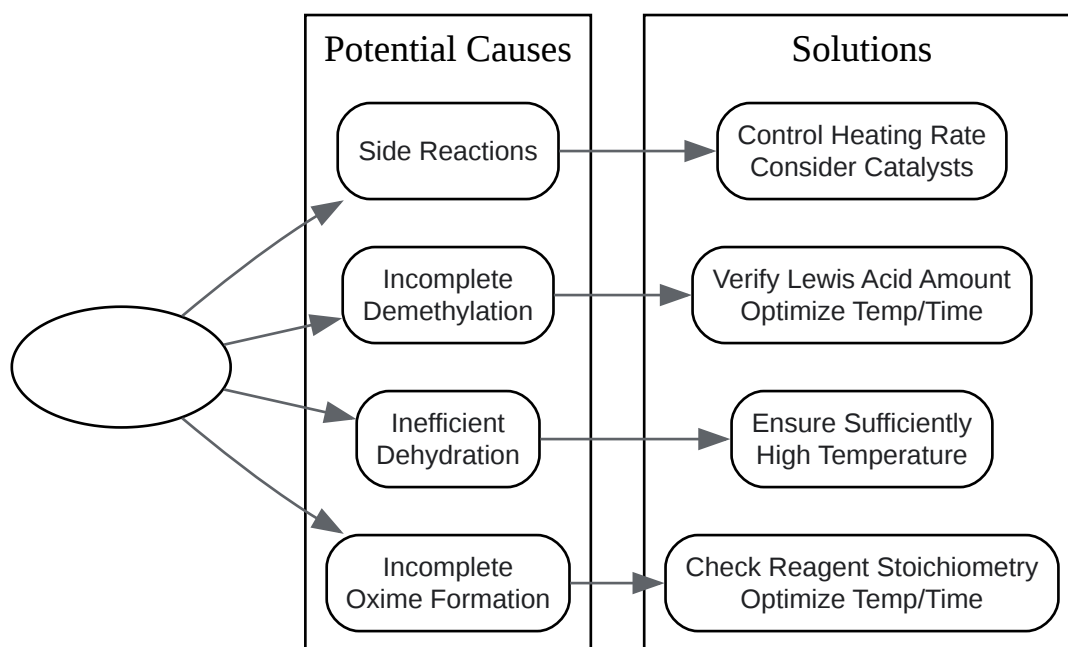 Potential Causes
Solutions
Side Reactions
Control Heating Rate
Consider Catalysts
Incomplete
Demethylation
Verify Lewis Acid Amount
Optimize Temp/Time
Inefficient
Dehydration
Ensure Sufficiently
High Temperature
Incomplete
Oxime Formation
Check Reagent Stoichiometry
Optimize Temp/Time